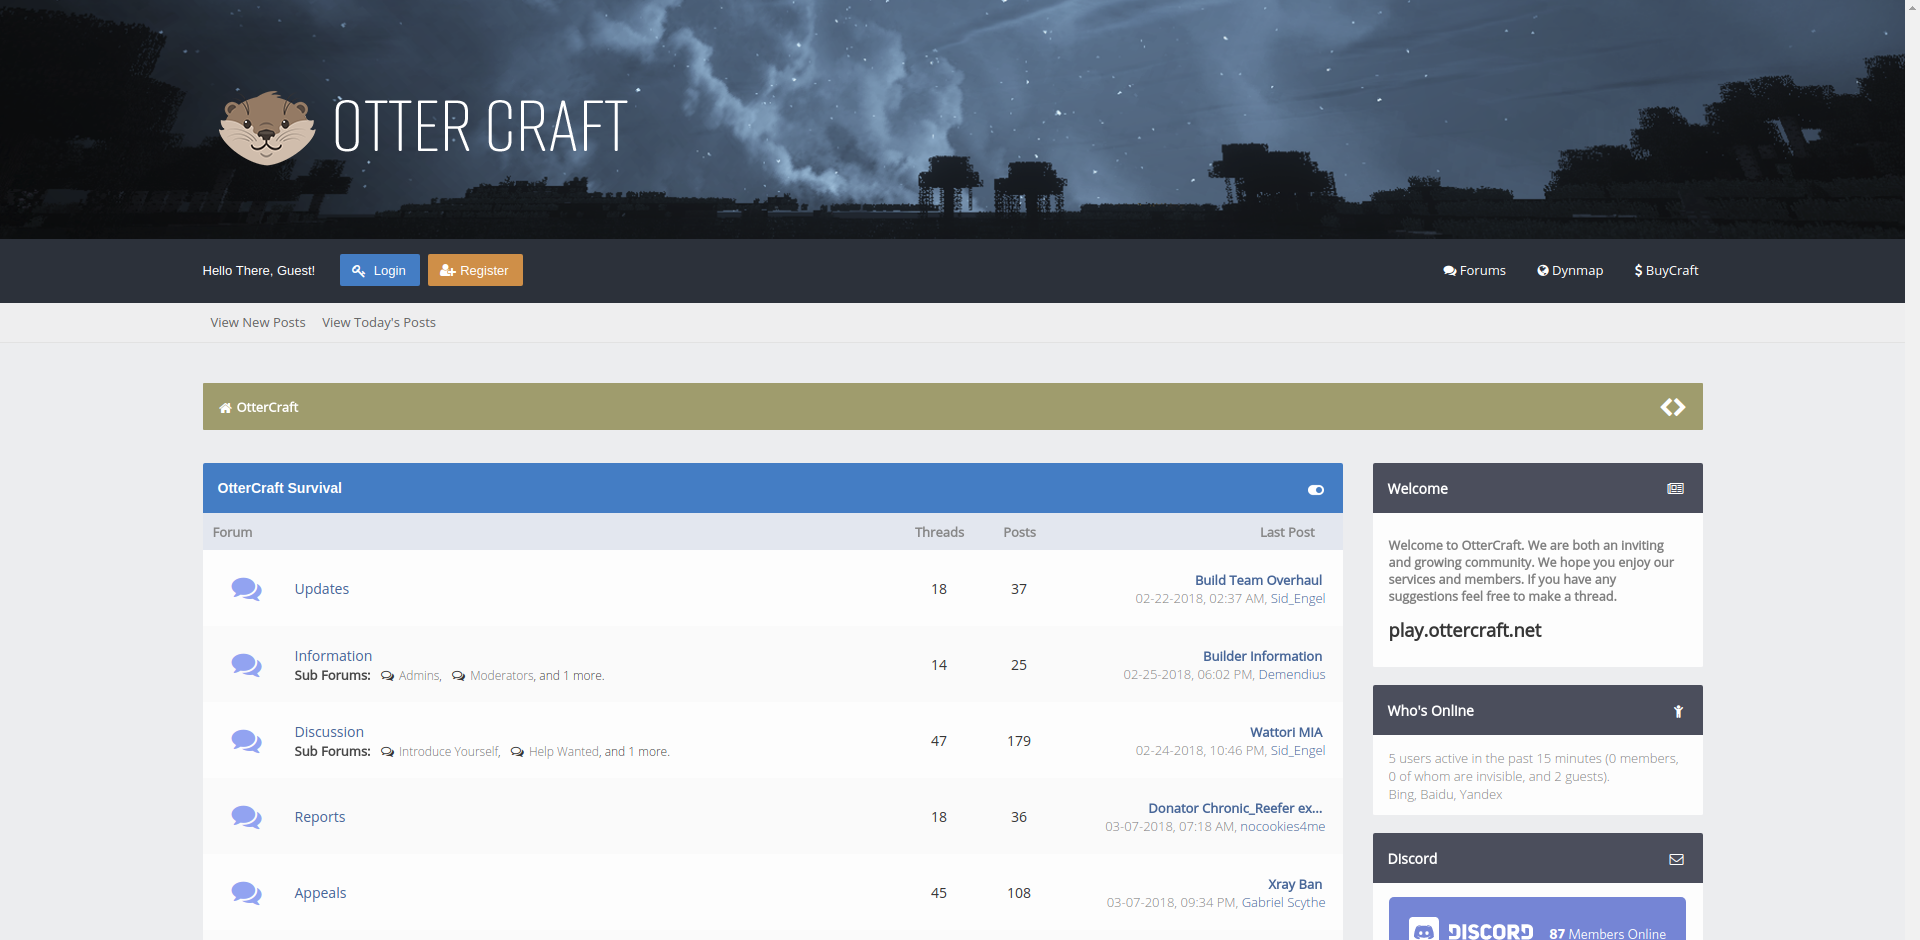 OTTER CRAFT
Hello There, Guest!
Login
Register
Forums
Dynmap
BuyCraft
View New Posts
View Today's Posts
OtterCraft
OtterCraft Survival
Forum
Threads
Posts
Last Post
Updates
18
37
Build Team Overhaul
02-22-2018, 02:37 AM, Sid_Engel
Information
Sub Forums: Admins, Moderators, and 1 more.
14
25
Builder Information
02-25-2018, 06:02 PM, Demendius
Discussion
Sub Forums: Introduce Yourself, Help Wanted, and 1 more.
47
179
Wattori MIA
02-24-2018, 10:46 PM, Sid_Engel
Reports
18
36
Donator Chronic_Reefer ex...
03-07-2018, 07:18 AM, nocookies4me
Appeals
45
108
Xray Ban
03-07-2018, 09:34 PM, Gabriel Scythe
Welcome
Welcome to OtterCraft. We are both an inviting
and growing community. We hope you enjoy our
services and members. If you have any
suggestions feel free to make a thread.
play.ottercraft.net
Who's Online
5 users active in the past 15 minutes (0 members,
0 of whom are invisible, and 2 guests).
Bing, Baidu, Yandex
Discord
DISCORD
87 Members Online